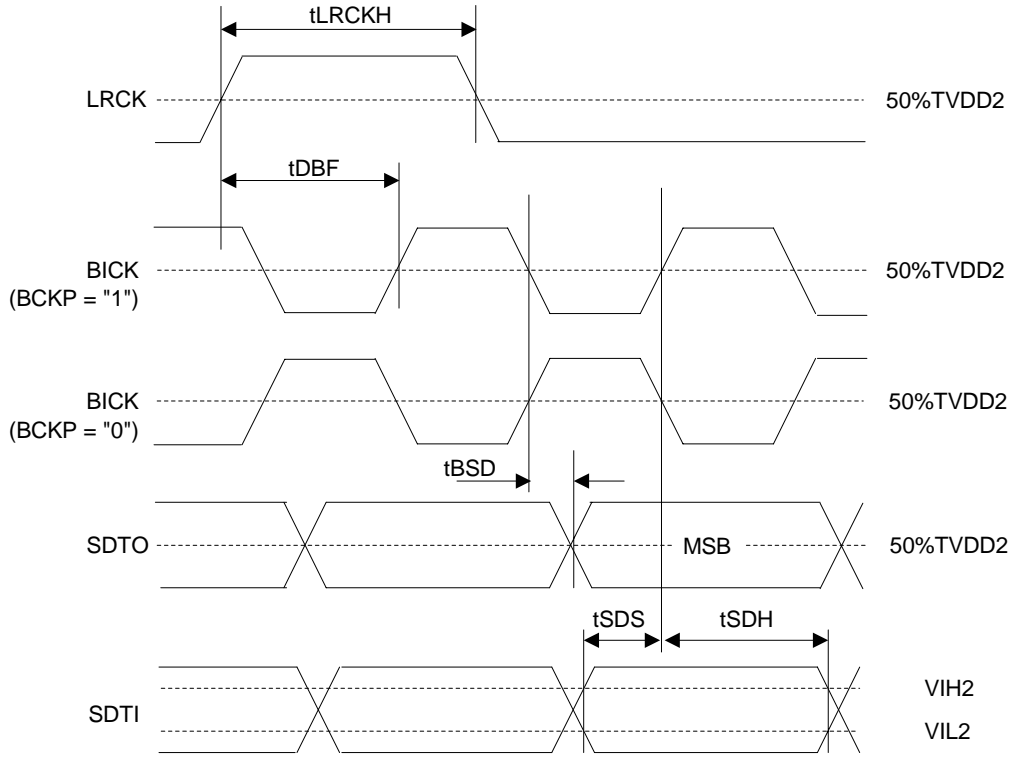 tLRCKH
LRCK
50%TVDD2
tDBF
BICK
(BCKP = "1")
50%TVDD2
BICK
(BCKP = "0")
50%TVDD2
tBSD
SDTO
MSB
50%TVDD2
tSDS
tSDH
SDTI
VIH2
VIL2